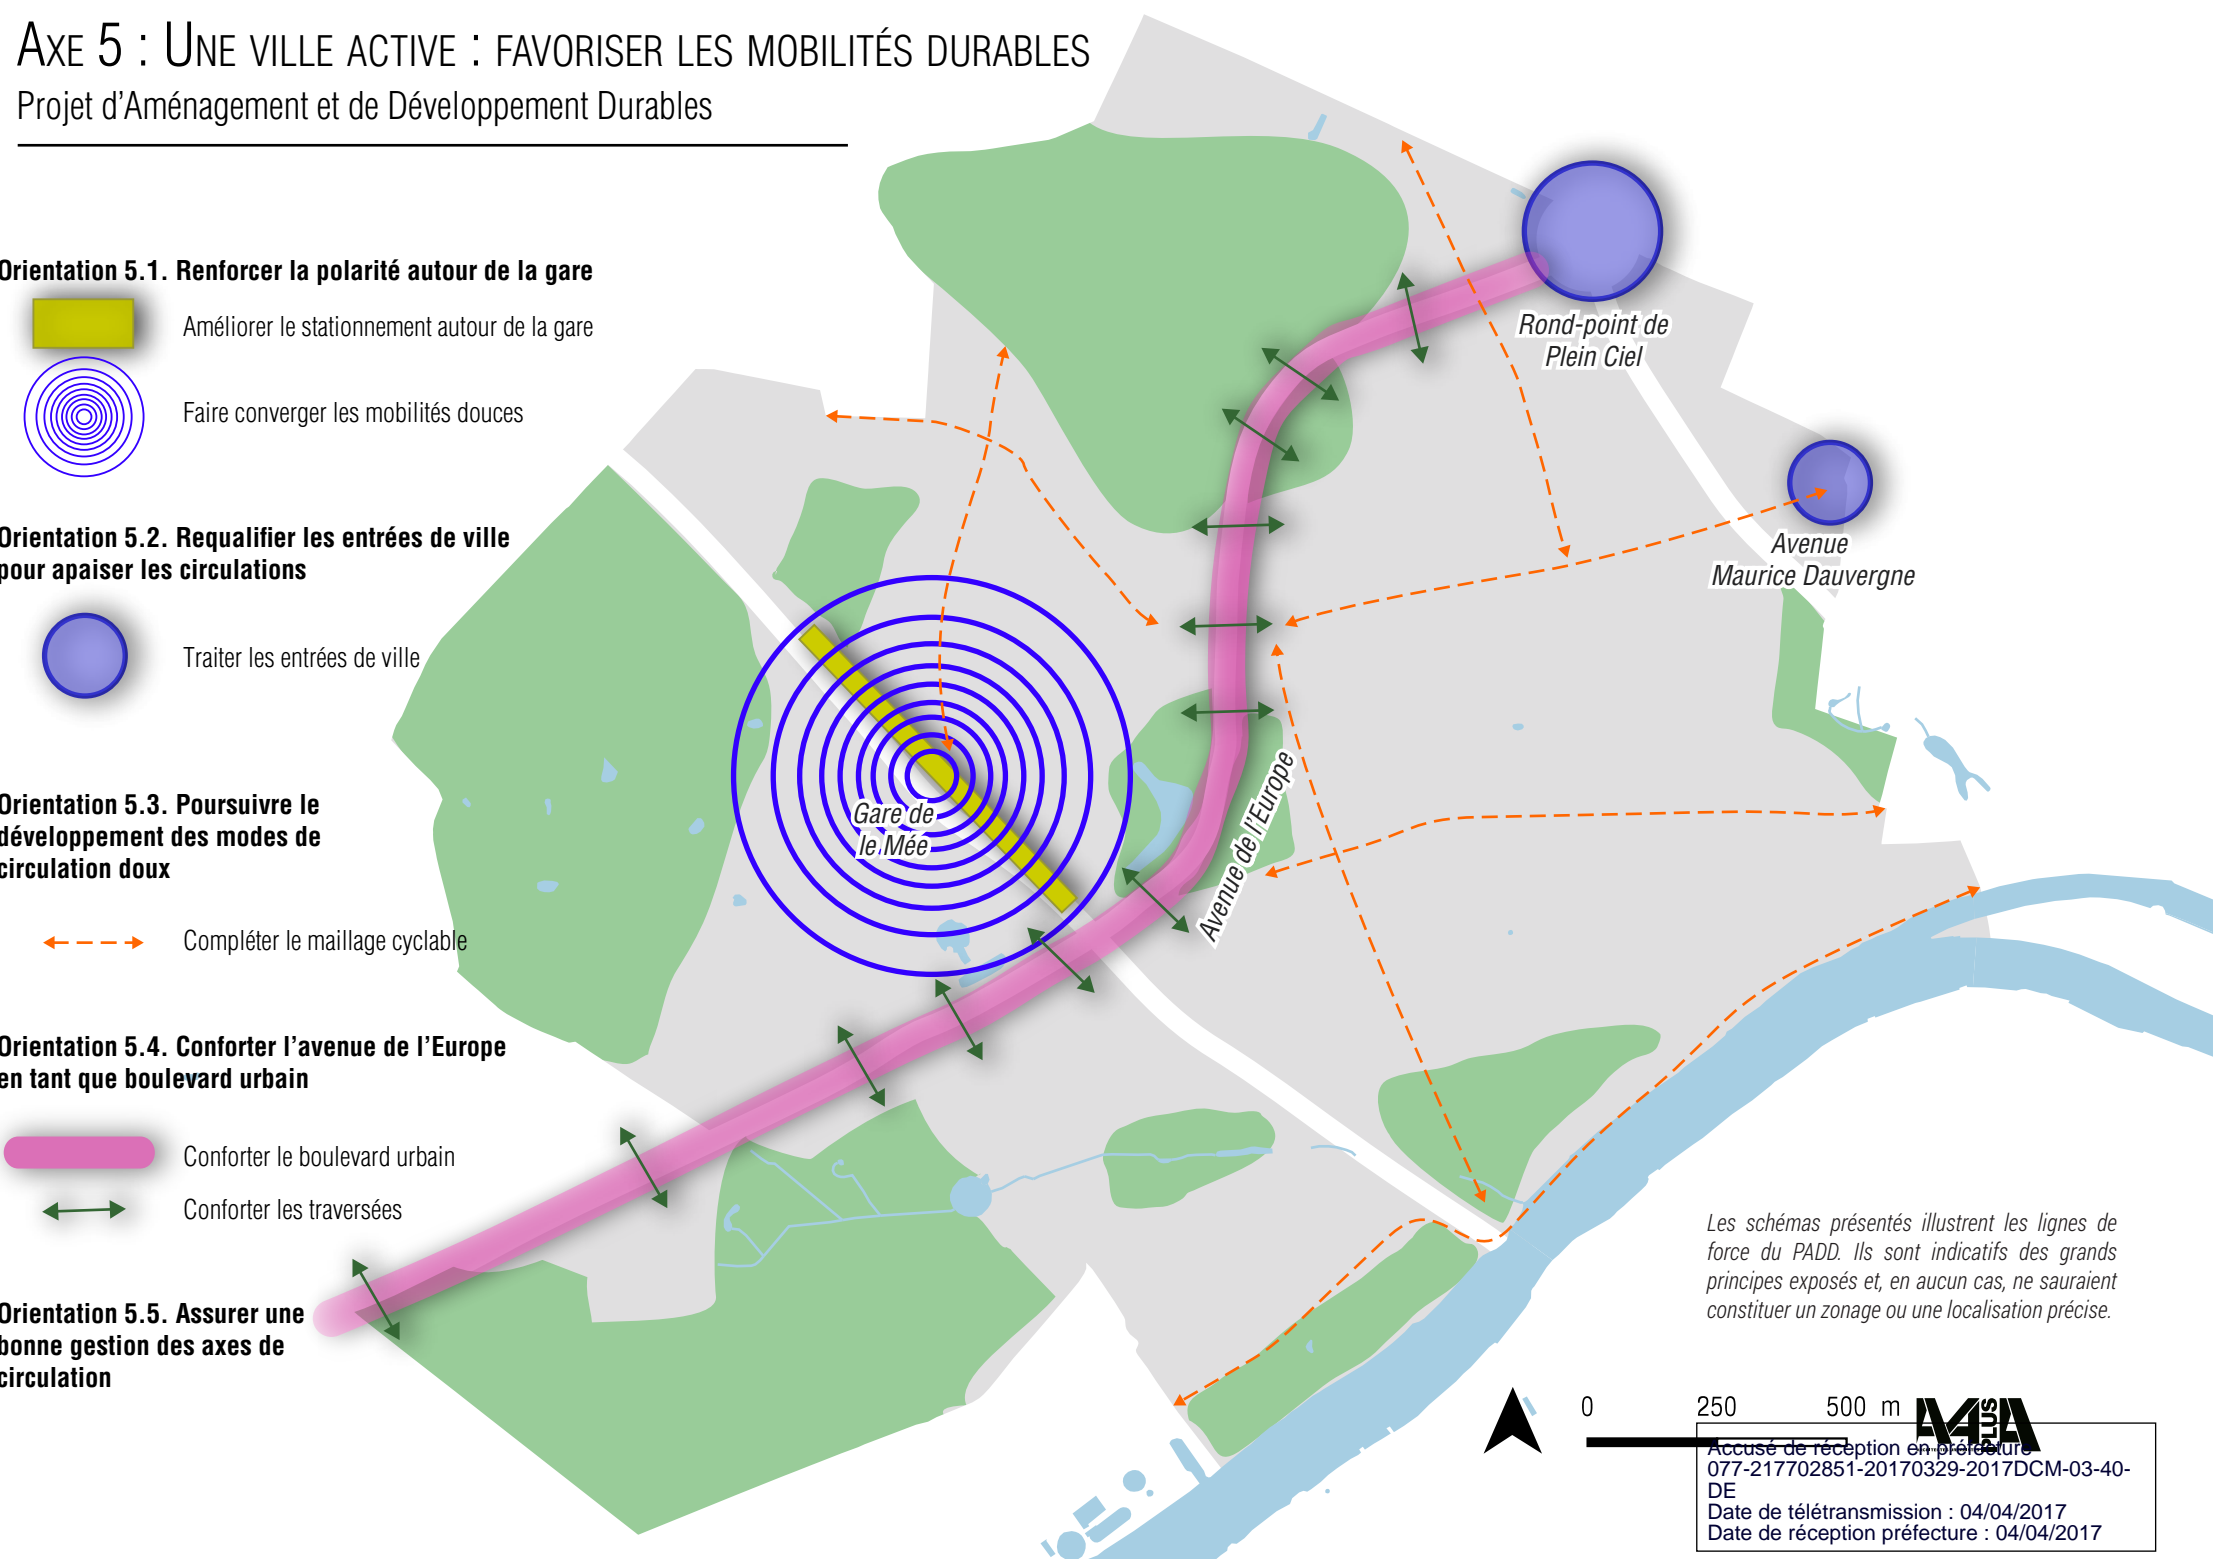 AXE 5 : UNE VILLE ACTIVE : FAVORISER LES MOBILITÉS DURABLES
Projet d'Aménagement et de Développement Durables
Orientation 5.1. Renforcer la polarité autour de la gare
Améliorer le stationnement autour de la gare
Faire converger les mobilités douces
Orientation 5.2. Requalifier les entrées de ville
pour apaiser les circulations
Traiter les entrées de ville
Orientation 5.3. Poursuivre le
développement des modes de
circulation doux
Compléter le maillage cyclable
Orientation 5.4. Conforter l'avenue de l'Europe
en tant que boulevard urbain
Conforter le boulevard urbain
Conforter les traversées
Orientation 5.5. Assurer une
bonne gestion des axes de
circulation
Rond-point de
Plein Ciel
Avenue
Maurice Dauvergne
Gare de
le Mée
Avenue de l'Europe
Les schémas présentés illustrent les lignes de
force du PADD. Ils sont indicatifs des grands
principes exposés et, en aucun cas, ne sauraient
constituer un zonage ou une localisation précise.
0 250 500 m
A4A PLUS
Accusé de réception en préfecture
077-217702851-20170329-2017DCM-03-40-
DE
Date de télétransmission : 04/04/2017
Date de réception préfecture : 04/04/2017